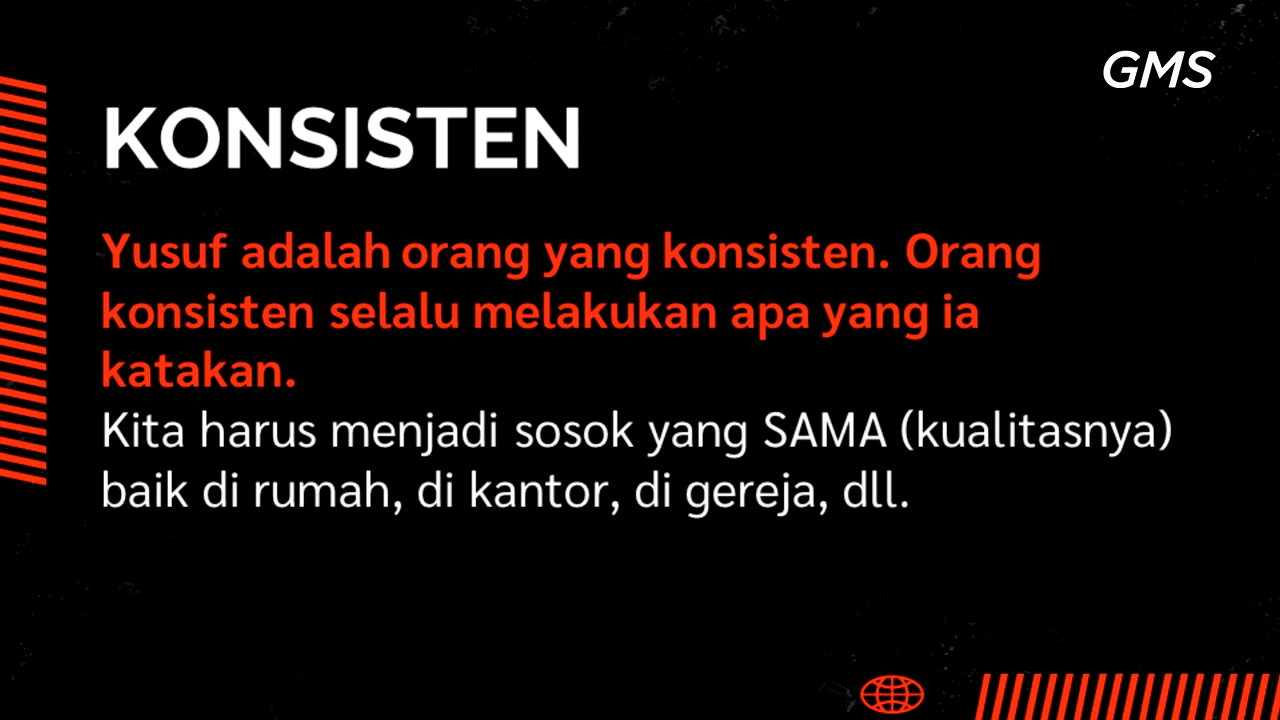 GMS
KONSISTEN
Yusuf adalah orang yang konsisten. Orang
konsisten selalu melakukan apa yang ia
katakan.
Kita harus menjadi sosok yang SAMA (kualitasnya)
baik di rumah, di kantor, di gereja, dll.